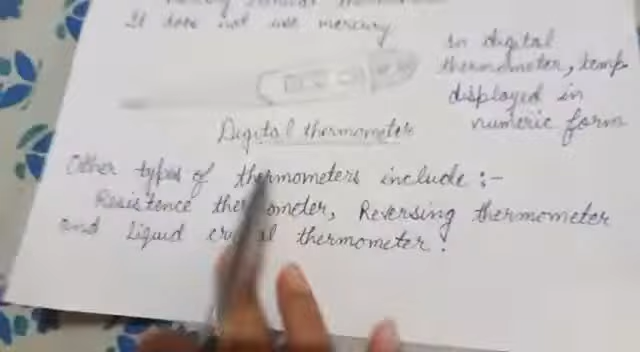 It does not use mercury
In digital
thermometer, temp.
displayed in
numeric form
Digital thermometer
Other types of thermometers include :-
Resistence thermometer, Reversing thermometer
and Liquid crystal thermometer.